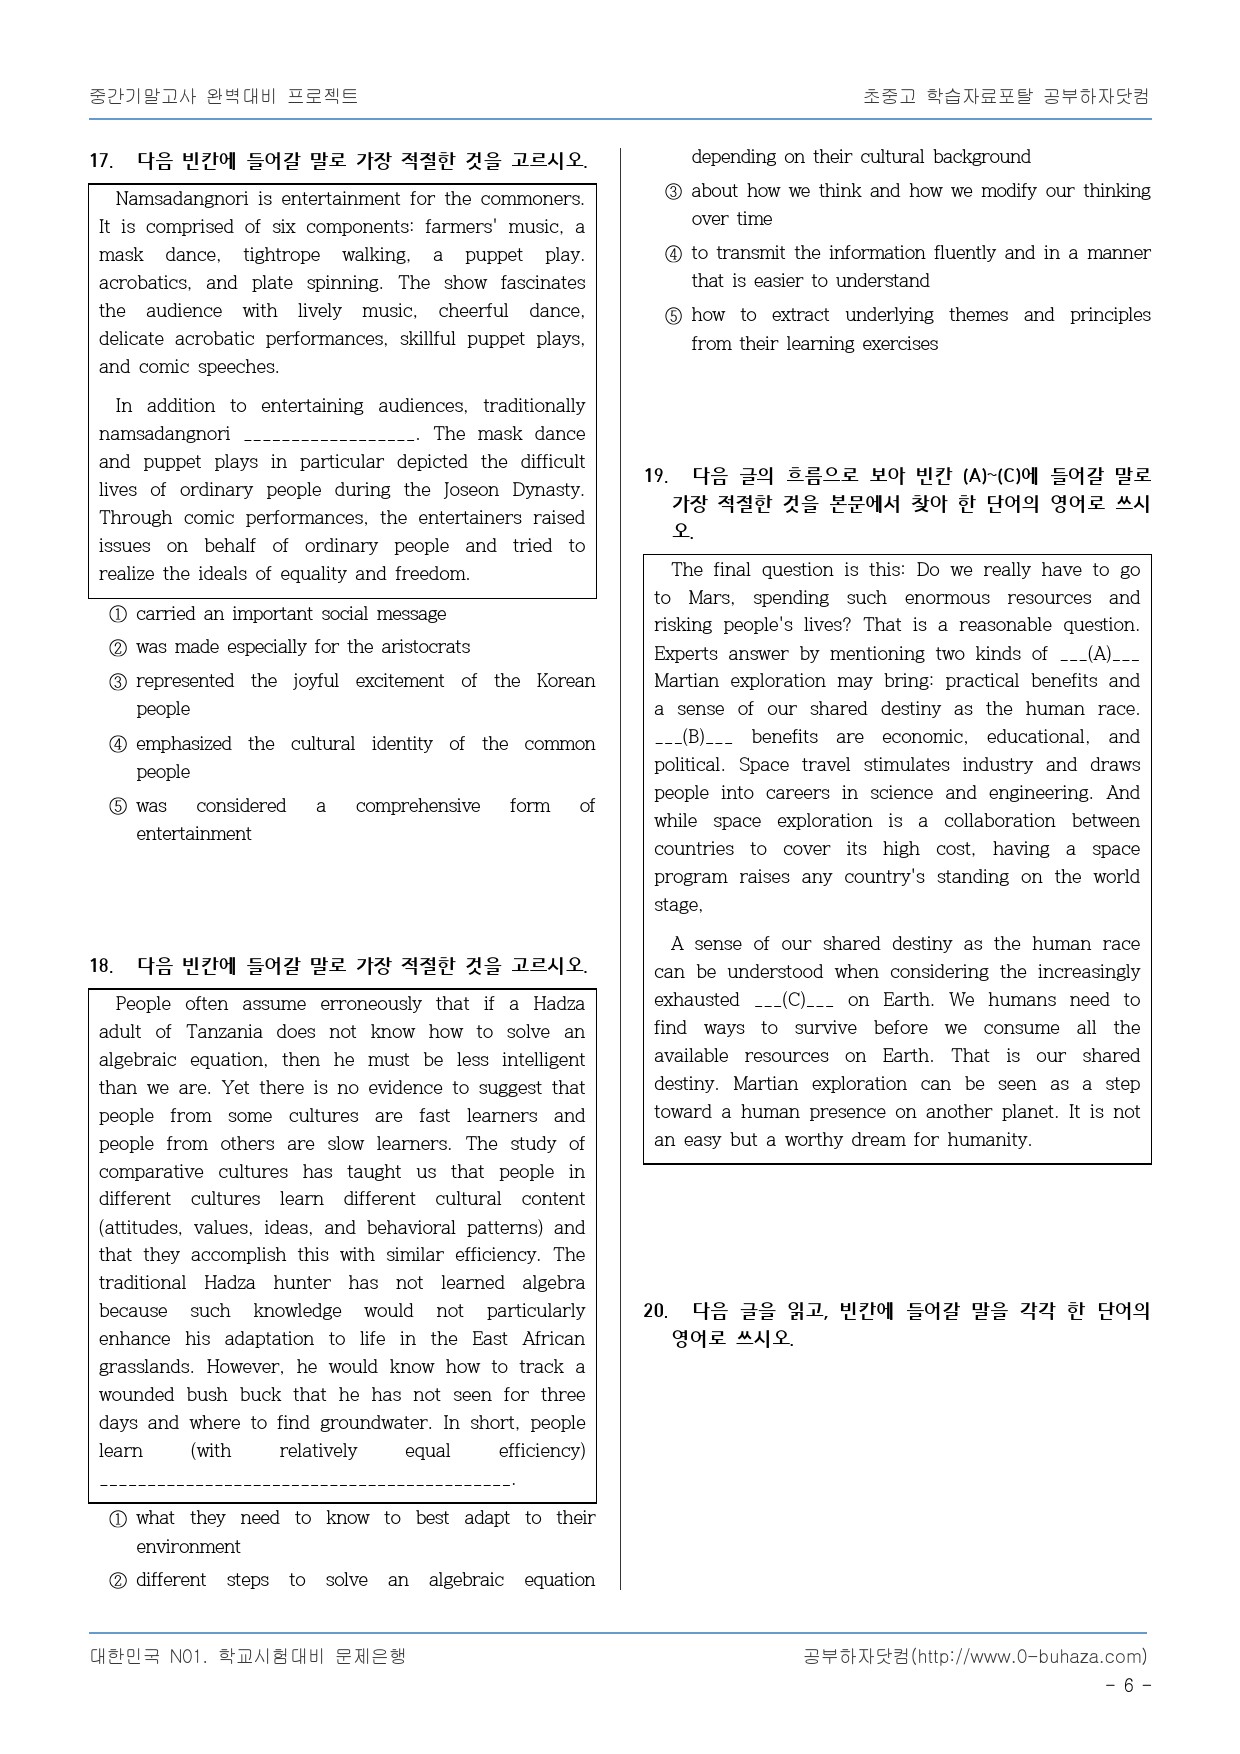 중간기말고사 완벽대비 프로젝트
초중고 학습자료포탈 공부하자닷컴
17. 다음 빈칸에 들어갈 말로 가장 적절한 것을 고르시오.
Namsadangnori is entertainment for the commoners.
It is comprised of six components: farmers' music, a
mask dance, tightrope walking, a puppet play.
acrobatics, and plate spinning. The show fascinates
the audience with lively music, cheerful dance,
delicate acrobatic performances, skillful puppet plays,
and comic speeches.
In addition to entertaining audiences, traditionally
namsadangnori __________________. The mask dance
and puppet plays in particular depicted the difficult
lives of ordinary people during the Joseon Dynasty.
Through comic performances, the entertainers raised
issues on behalf of ordinary people and tried to
realize the ideals of equality and freedom.
① carried an important social message
② was made especially for the aristocrats
③ represented the joyful excitement of the Korean
people
④ emphasized the cultural identity of the common
people
⑤ was considered a comprehensive form of
entertainment
18. 다음 빈칸에 들어갈 말로 가장 적절한 것을 고르시오.
People often assume erroneously that if a Hadza
adult of Tanzania does not know how to solve an
algebraic equation, then he must be less intelligent
than we are. Yet there is no evidence to suggest that
people from some cultures are fast learners and
people from others are slow learners. The study of
comparative cultures has taught us that people in
different cultures learn different cultural content
(attitudes, values, ideas, and behavioral patterns) and
that they accomplish this with similar efficiency. The
traditional Hadza hunter has not learned algebra
because such knowledge would not particularly
enhance his adaptation to life in the East African
grasslands. However, he would know how to track a
wounded bush buck that he has not seen for three
days and where to find groundwater. In short, people
learn (with relatively equal efficiency)
___________________________________________.
① what they need to know to best adapt to their
environment
② different steps to solve an algebraic equation
depending on their cultural background
③ about how we think and how we modify our thinking
over time
④ to transmit the information fluently and in a manner
that is easier to understand
⑤ how to extract underlying themes and principles
from their learning exercises
19. 다음 글의 흐름으로 보아 빈칸 (A)~(C)에 들어갈 말로
가장 적절한 것을 본문에서 찾아 한 단어의 영어로 쓰시
오.
The final question is this: Do we really have to go
to Mars, spending such enormous resources and
risking people's lives? That is a reasonable question.
Experts answer by mentioning two kinds of ___(A)___
Martian exploration may bring: practical benefits and
a sense of our shared destiny as the human race.
___(B)___ benefits are economic, educational, and
political. Space travel stimulates industry and draws
people into careers in science and engineering. And
while space exploration is a collaboration between
countries to cover its high cost, having a space
program raises any country's standing on the world
stage,
A sense of our shared destiny as the human race
can be understood when considering the increasingly
exhausted ___(C)___ on Earth. We humans need to
find ways to survive before we consume all the
available resources on Earth. That is our shared
destiny. Martian exploration can be seen as a step
toward a human presence on another planet. It is not
an easy but a worthy dream for humanity.
20. 다음 글을 읽고, 빈칸에 들어갈 말을 각각 한 단어의
영어로 쓰시오.
대한민국 N01. 학교시험대비 문제은행
공부하자닷컴(http://www.0-buhaza.com)
- 6 -